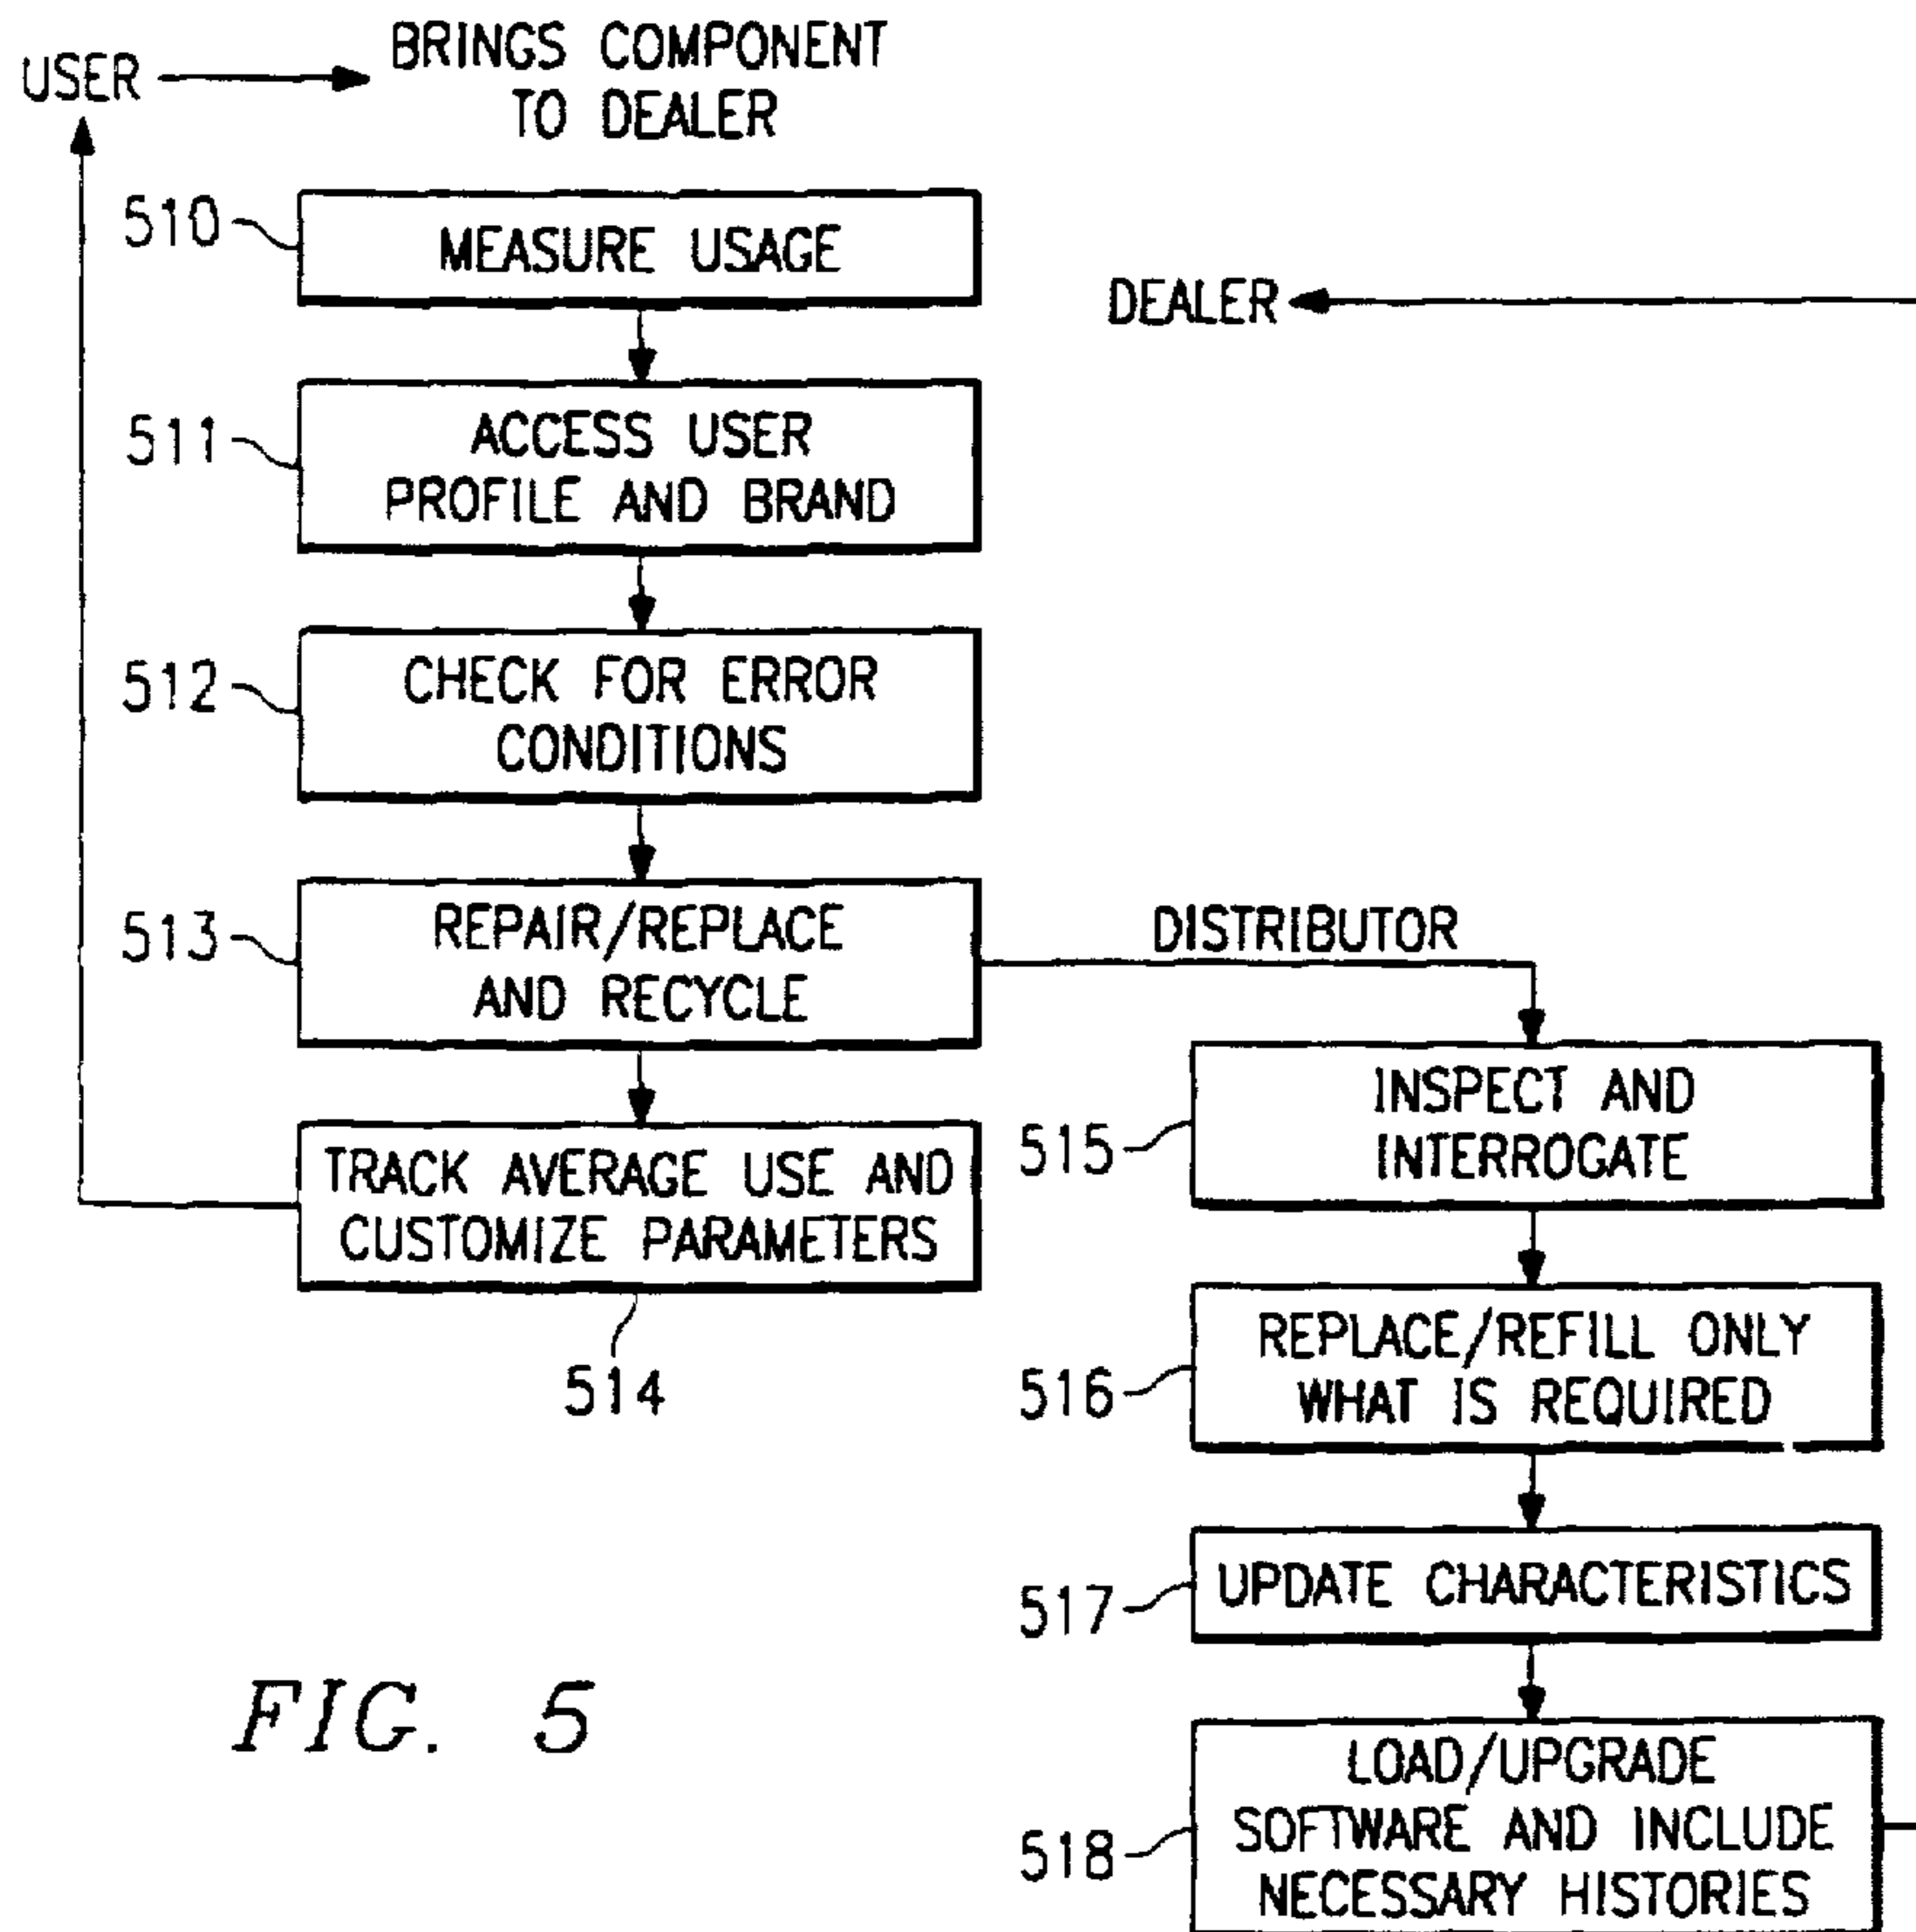 USER
BRINGS COMPONENT
TO DEALER
510
MEASURE USAGE
DEALER
511
ACCESS USER
PROFILE AND BRAND
512
CHECK FOR ERROR
CONDITIONS
513
REPAIR/REPLACE
AND RECYCLE
DISTRIBUTOR
TRACK AVERAGE USE AND
CUSTOMIZE PARAMETERS
514
515
INSPECT AND
INTERROGATE
516
REPLACE/REFILL ONLY
WHAT IS REQUIRED
517
UPDATE CHARACTERISTICS
518
LOAD/UPGRADE
SOFTWARE AND INCLUDE
NECESSARY HISTORIES
FIG. 5